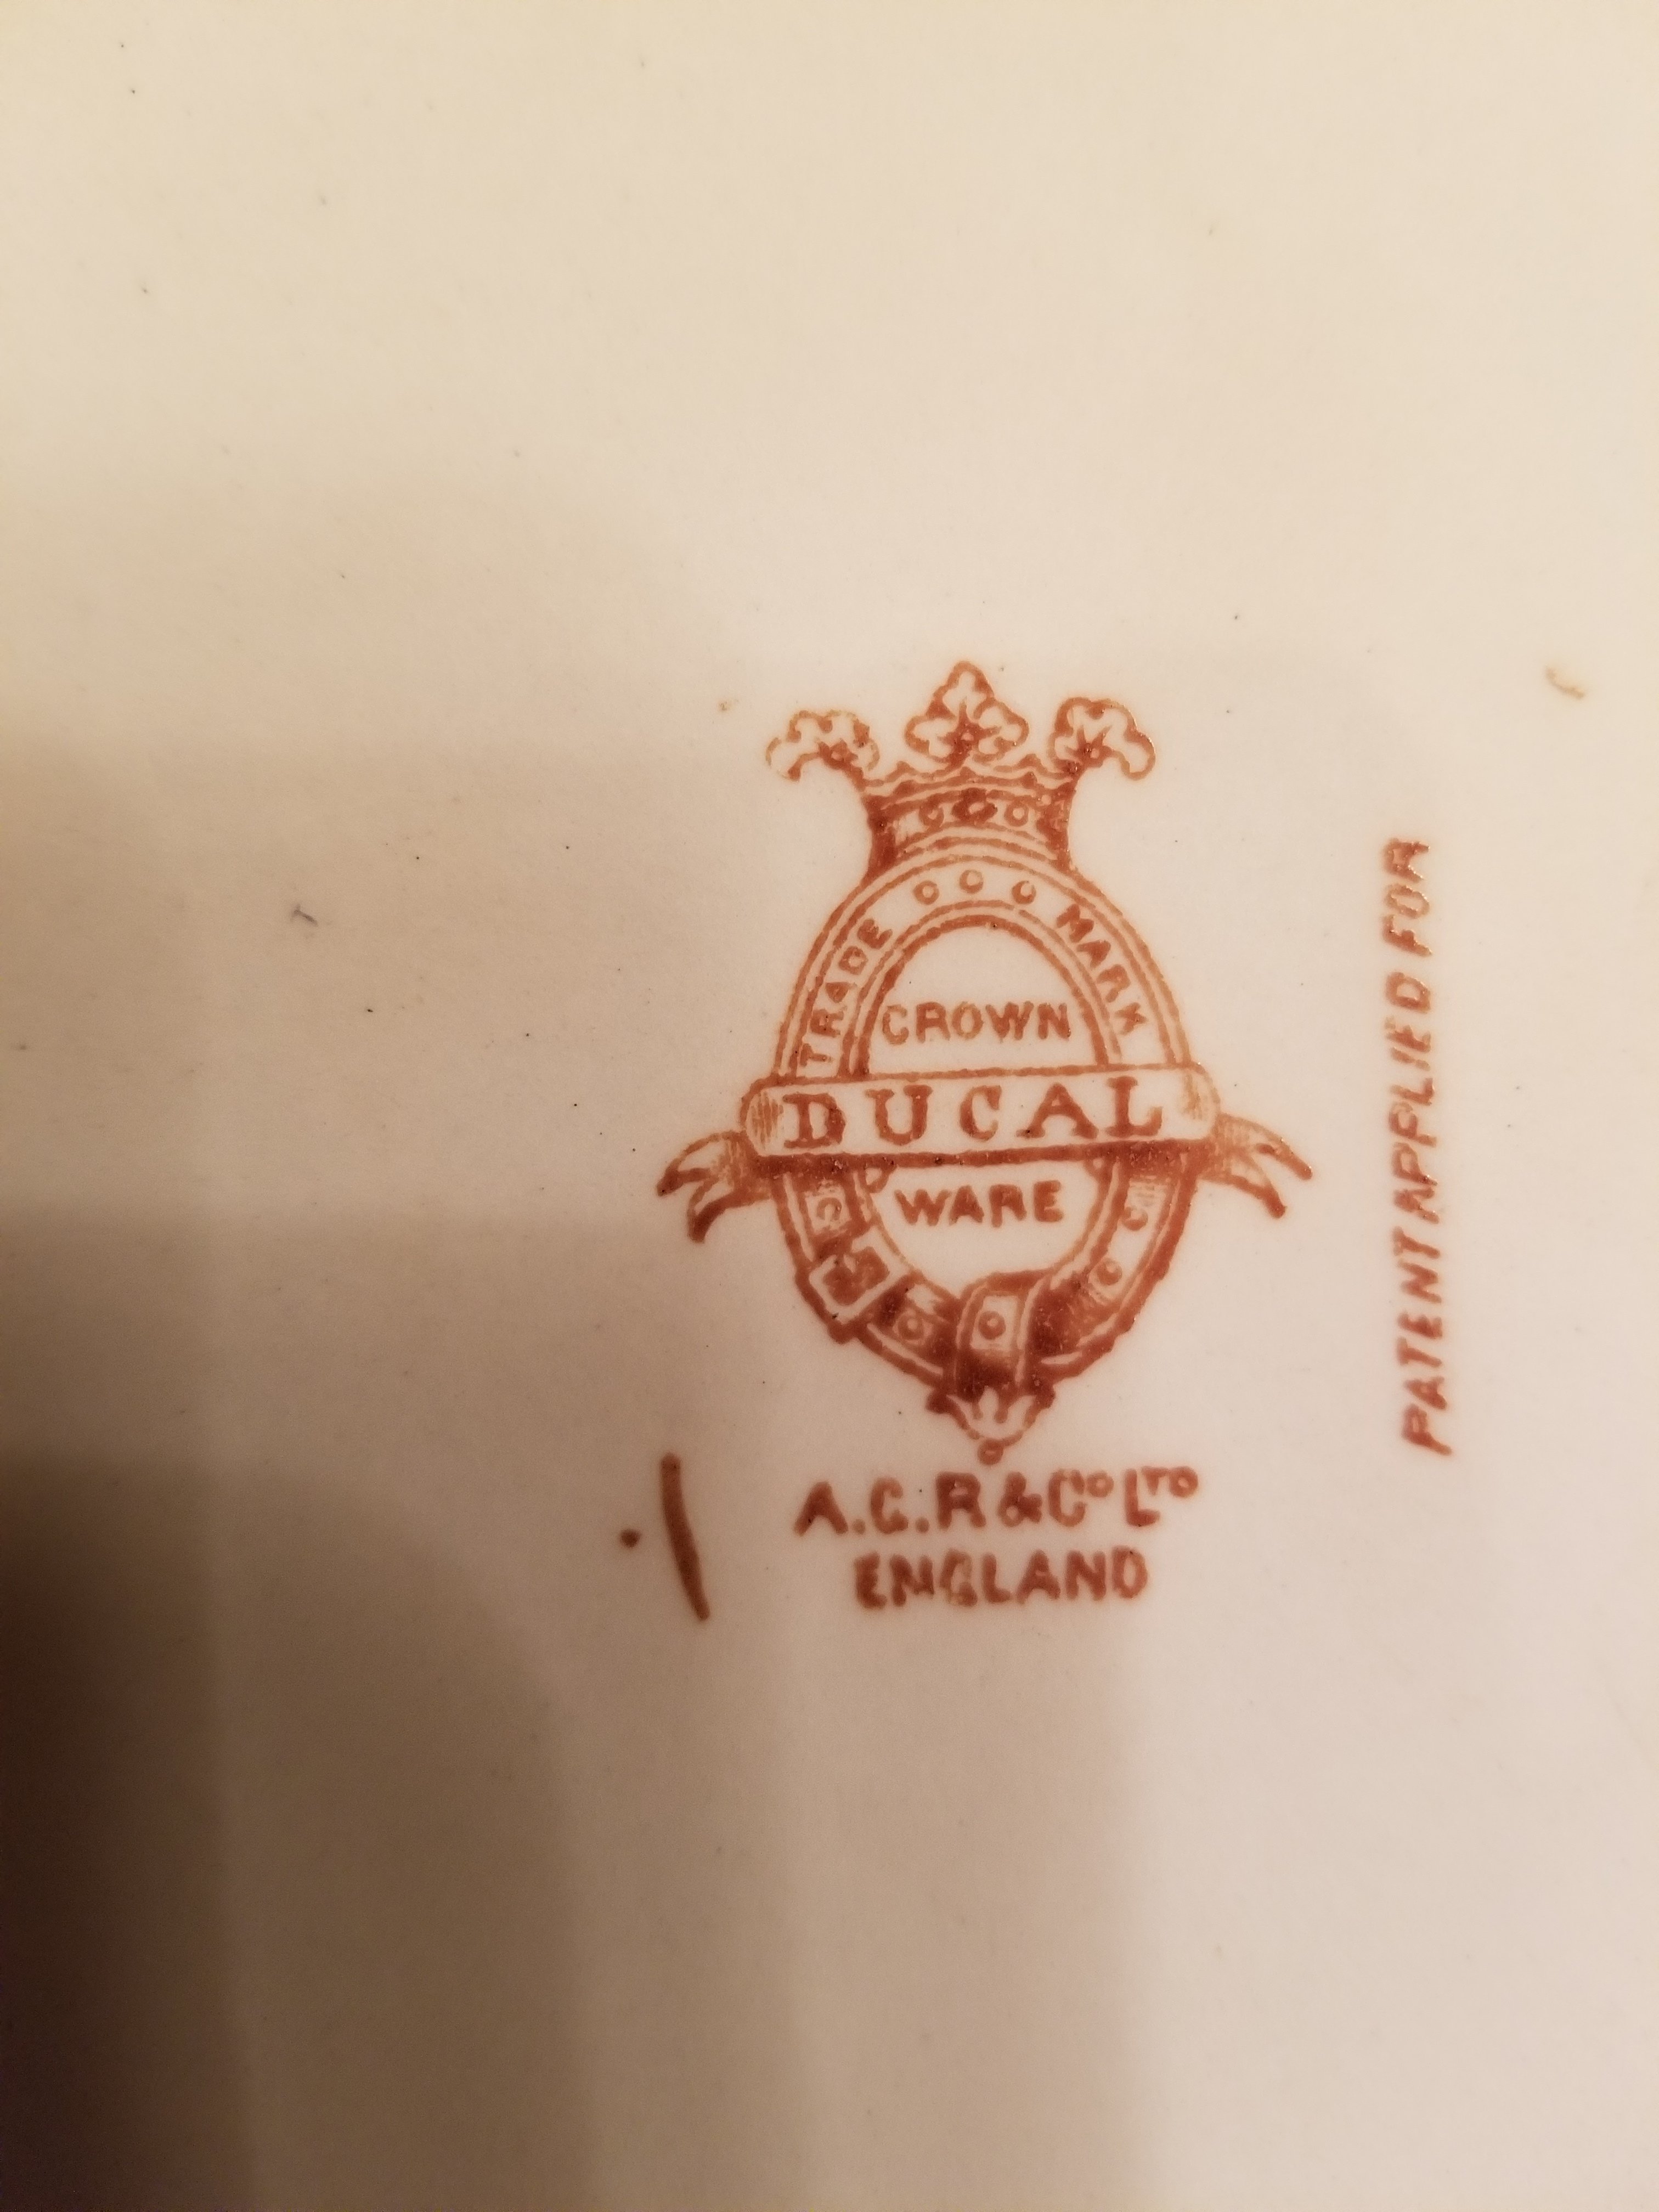 TRADE MARK
CROWN
DUCAL
WARE
A.G.R & Cº LTD
ENGLAND
PATENT APPLIED FOR